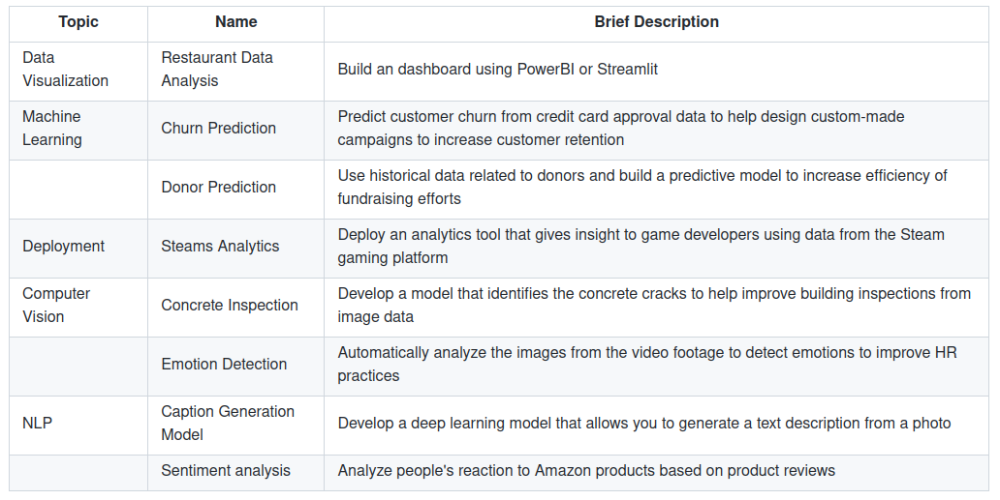 Topic Name Brief Description
Data
Visualization
Restaurant Data
Analysis
Build an dashboard using PowerBI or Streamlit
Machine
Learning
Churn Prediction
Predict customer churn from credit card approval data to help design custom-made
campaigns to increase customer retention
Donor Prediction
Use historical data related to donors and build a predictive model to increase efficiency of
fundraising efforts
Deployment
Steams Analytics
Deploy an analytics tool that gives insight to game developers using data from the Steam
gaming platform
Computer
Vision
Concrete Inspection
Develop a model that identifies the concrete cracks to help improve building inspections from
image data
Emotion Detection
Automatically analyze the images from the video footage to detect emotions to improve HR
practices
NLP
Caption Generation
Model
Develop a deep learning model that allows you to generate a text description from a photo
Sentiment analysis
Analyze people's reaction to Amazon products based on product reviews